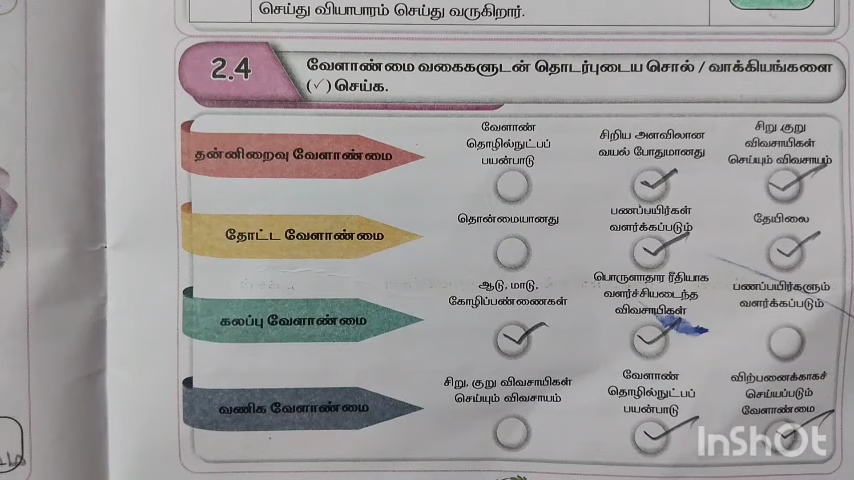 செய்து வியாபாரம் செய்து வருகிறார்.
2.4
வேளாண்மை வகைகளுடன் தொடர்புடைய சொல் / வாக்கியங்களை
(✓) செய்க.
தன்னிறைவு வேளாண்மை
வேளாண்
தொழில்நுட்பப்
பயன்பாடு
சிறிய அளவிலான
வயல் போதுமானது
சிறு குறு
விவசாயிகள்
செய்யும் விவசாயம்
தோட்ட வேளாண்மை
தொன்மையானது
பணப்பயிர்கள்
வளர்க்கப்படும்
தேயிலை
கலப்பு வேளாண்மை
ஆடு, மாடு,
கோழிப்பண்ணைகள்
பொருளாதார ரீதியாக
வளர்ச்சியடைந்த
விவசாயிகள்
பணப்பயிர்களும்
வளர்க்கப்படும்
வணிக வேளாண்மை
சிறு, குறு விவசாயிகள்
செய்யும் விவசாயம்
வேளாண்
தொழில்நுட்பப்
பயன்பாடு
விற்பனைக்காகச்
செய்யப்படும்
வேளாண்மை
InShOt